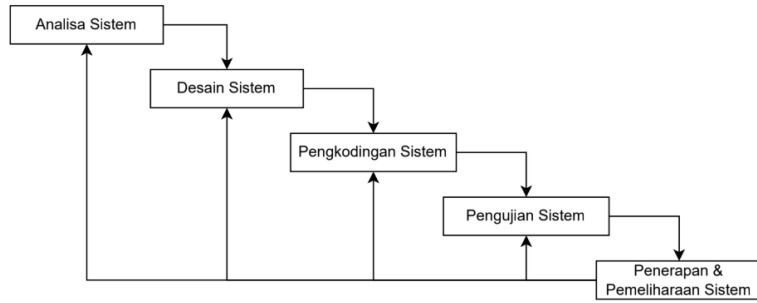 Analisa Sistem
Desain Sistem
Pengkodingan Sistem
Pengujian Sistem
Penerapan &
Pemeliharaan Sistem